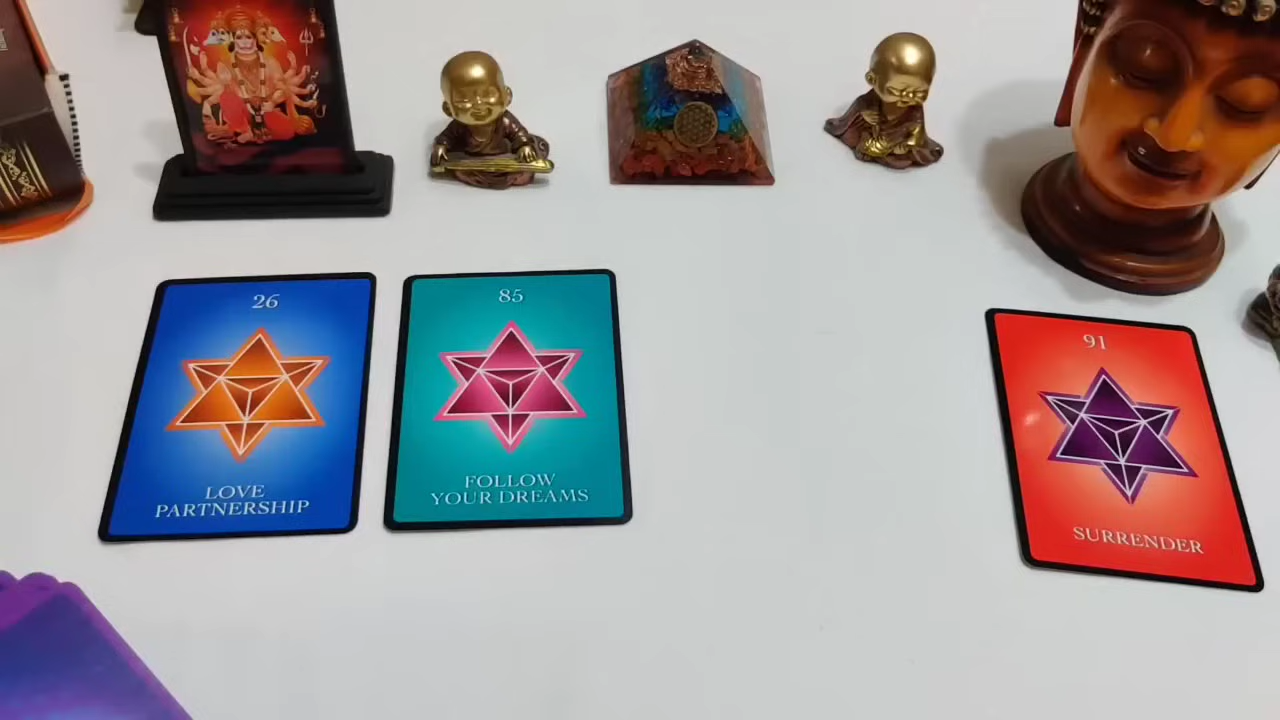 26
LOVE
PARTNERSHIP
85
FOLLOW
YOUR DREAMS
91
SURRENDER